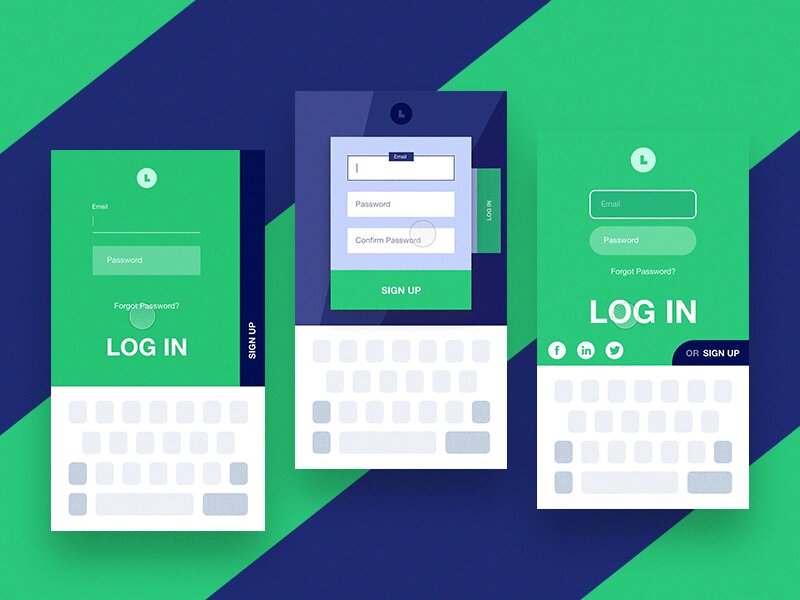 L
Email
Password
Forgot Password?
LOG IN
SIGN UP
L
Email
Password
Confirm Password
SIGN UP
LOG IN
L
Email
Password
Forgot Password?
LOG IN
f in
OR SIGN UP